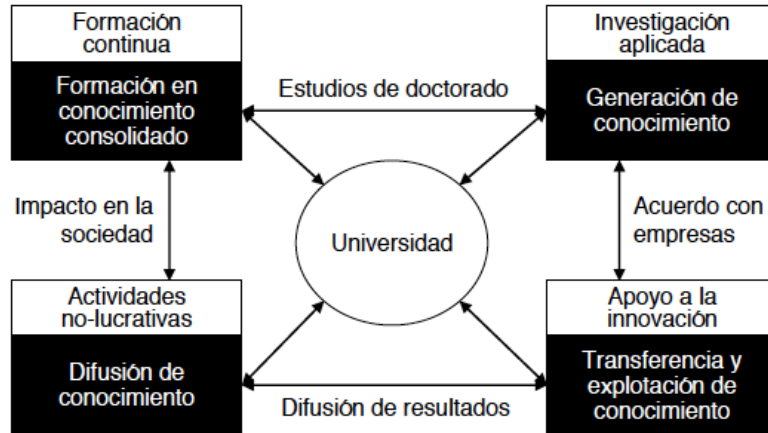 Formación
continua
Formación en
conocimiento
consolidado
Estudios de doctorado
Investigación
aplicada
Generación de
conocimiento
Impacto en la
sociedad
Universidad
Acuerdo con
empresas
Actividades
no-lucrativas
Difusión de
conocimiento
Difusión de resultados
Apoyo a la
innovación
Transferencia y
explotación de
conocimiento